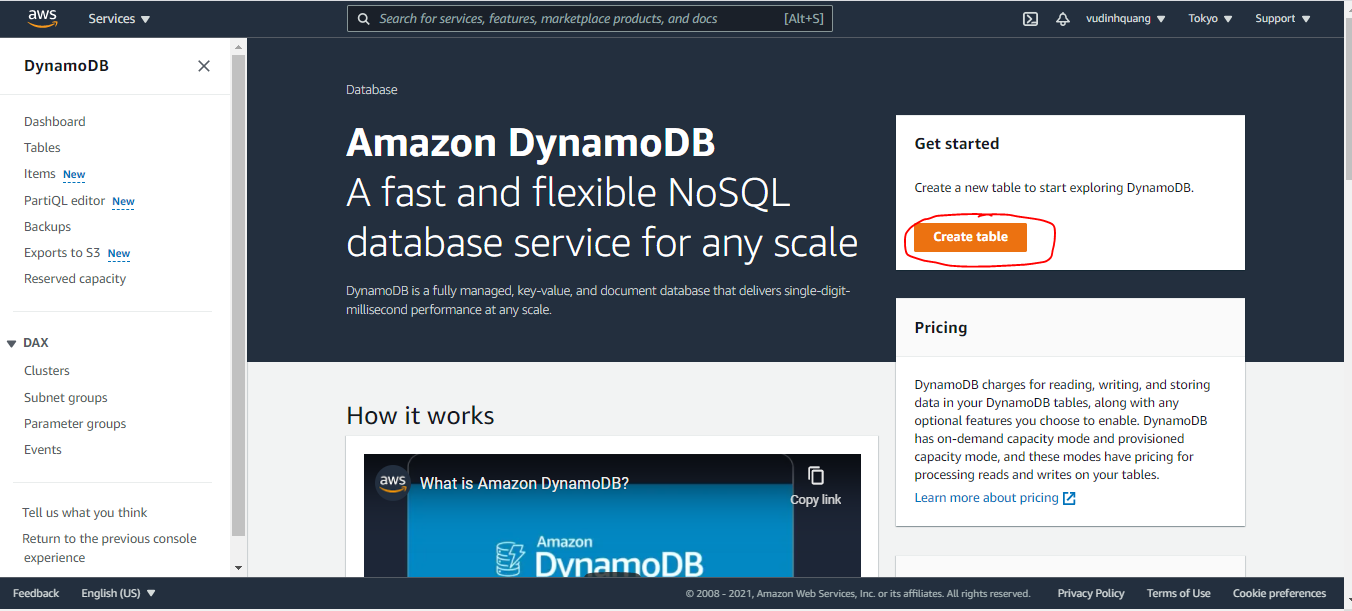 aws
Services
Search for services, features, marketplace products, and docs
[Alt+S]
vudinhquang
Tokyo
Support
DynamoDB
Dashboard
Tables
Items New
PartiQL editor New
Backups
Exports to S3 New
Reserved capacity
DAX
Clusters
Subnet groups
Parameter groups
Events
Tell us what you think
Return to the previous console
experience
Database
Amazon DynamoDB
A fast and flexible NoSQL
database service for any scale
DynamoDB is a fully managed, key-value, and document database that delivers single-digit-
millisecond performance at any scale.
Get started
Create a new table to start exploring DynamoDB.
Create table
Pricing
DynamoDB charges for reading, writing, and storing
data in your DynamoDB tables, along with any
optional features you choose to enable. DynamoDB
has on-demand capacity mode and provisioned
capacity mode, and these modes have pricing for
processing reads and writes on your tables.
Learn more about pricing
How it works
aws
What is Amazon DynamoDB?
Copy link
Amazon
DynamoDB
Feedback
English (US)
© 2008 - 2021, Amazon Web Services, Inc. or its affiliates. All rights reserved.
Privacy Policy
Terms of Use
Cookie preferences